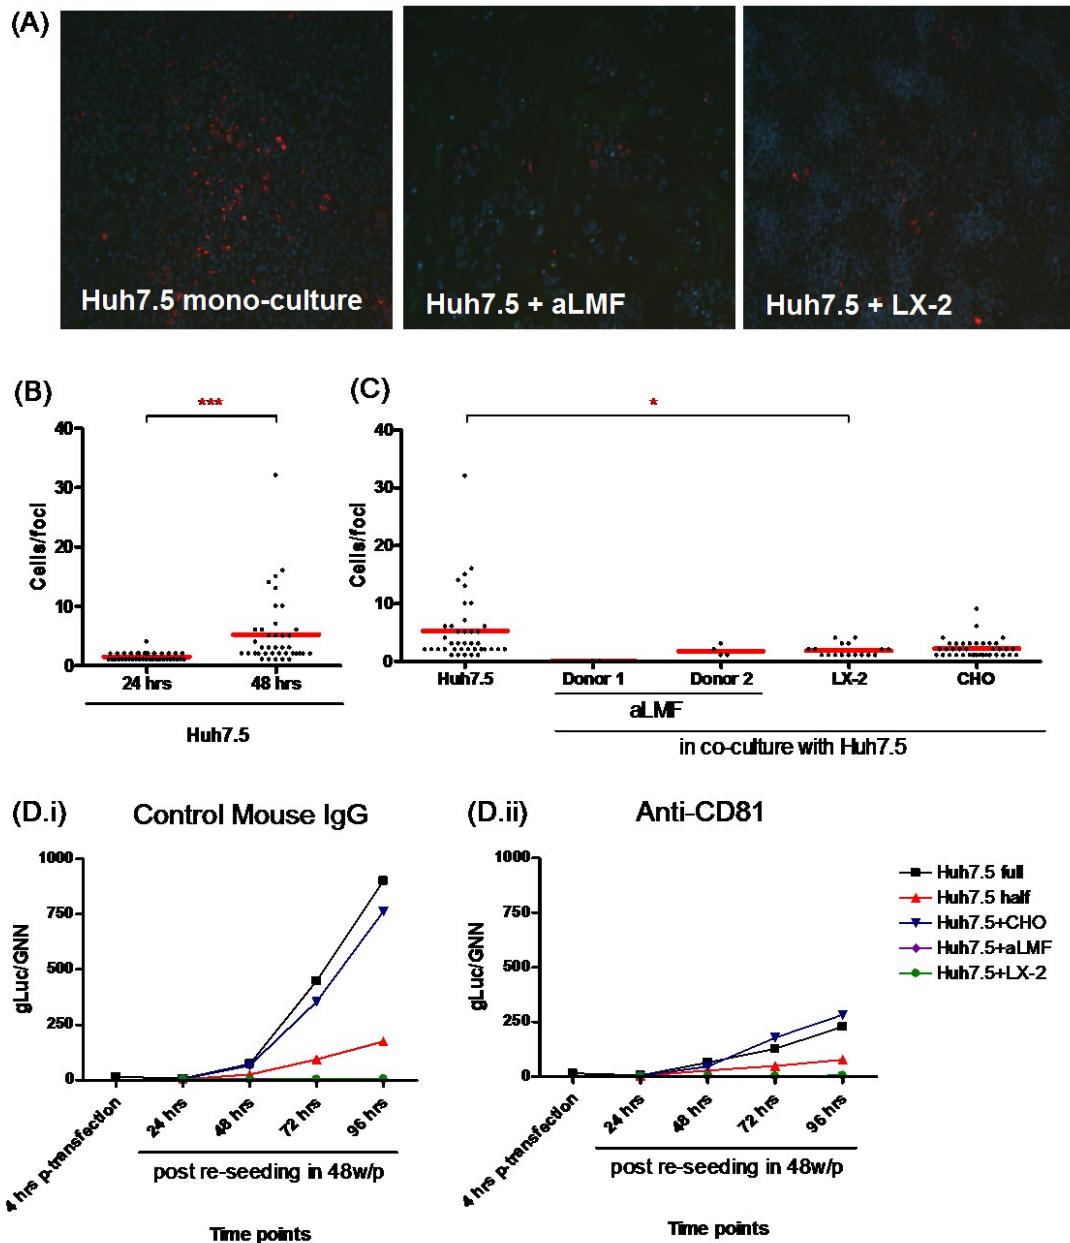 (A)
Huh7.5 mono-culture
Huh7.5 + aLMF
Huh7.5 + LX-2
(B)
***
40
30
20
10
0
Cells/foci
24 hrs
48 hrs
Huh7.5
(C)
*
40
30
20
10
0
Cells/foci
Huh7.5
Donor 1
Donor 2
LX-2
CHO
aLMF
in co-culture with Huh7.5
(D.i)
Control Mouse IgG
1000
750
500
250
0
gLuc/GNN
4 hrs p-transfection
24 hrs
48 hrs
72 hrs
96 hrs
post re-seeding in 48w/p
Time points
(D.ii)
Anti-CD81
1000
750
500
250
0
gLuc/GNN
4 hrs p-transfection
24 hrs
48 hrs
72 hrs
96 hrs
post re-seeding in 48w/p
Time points
Huh7.5 full
Huh7.5 half
Huh7.5+CHO
Huh7.5+aLMF
Huh7.5+LX-2